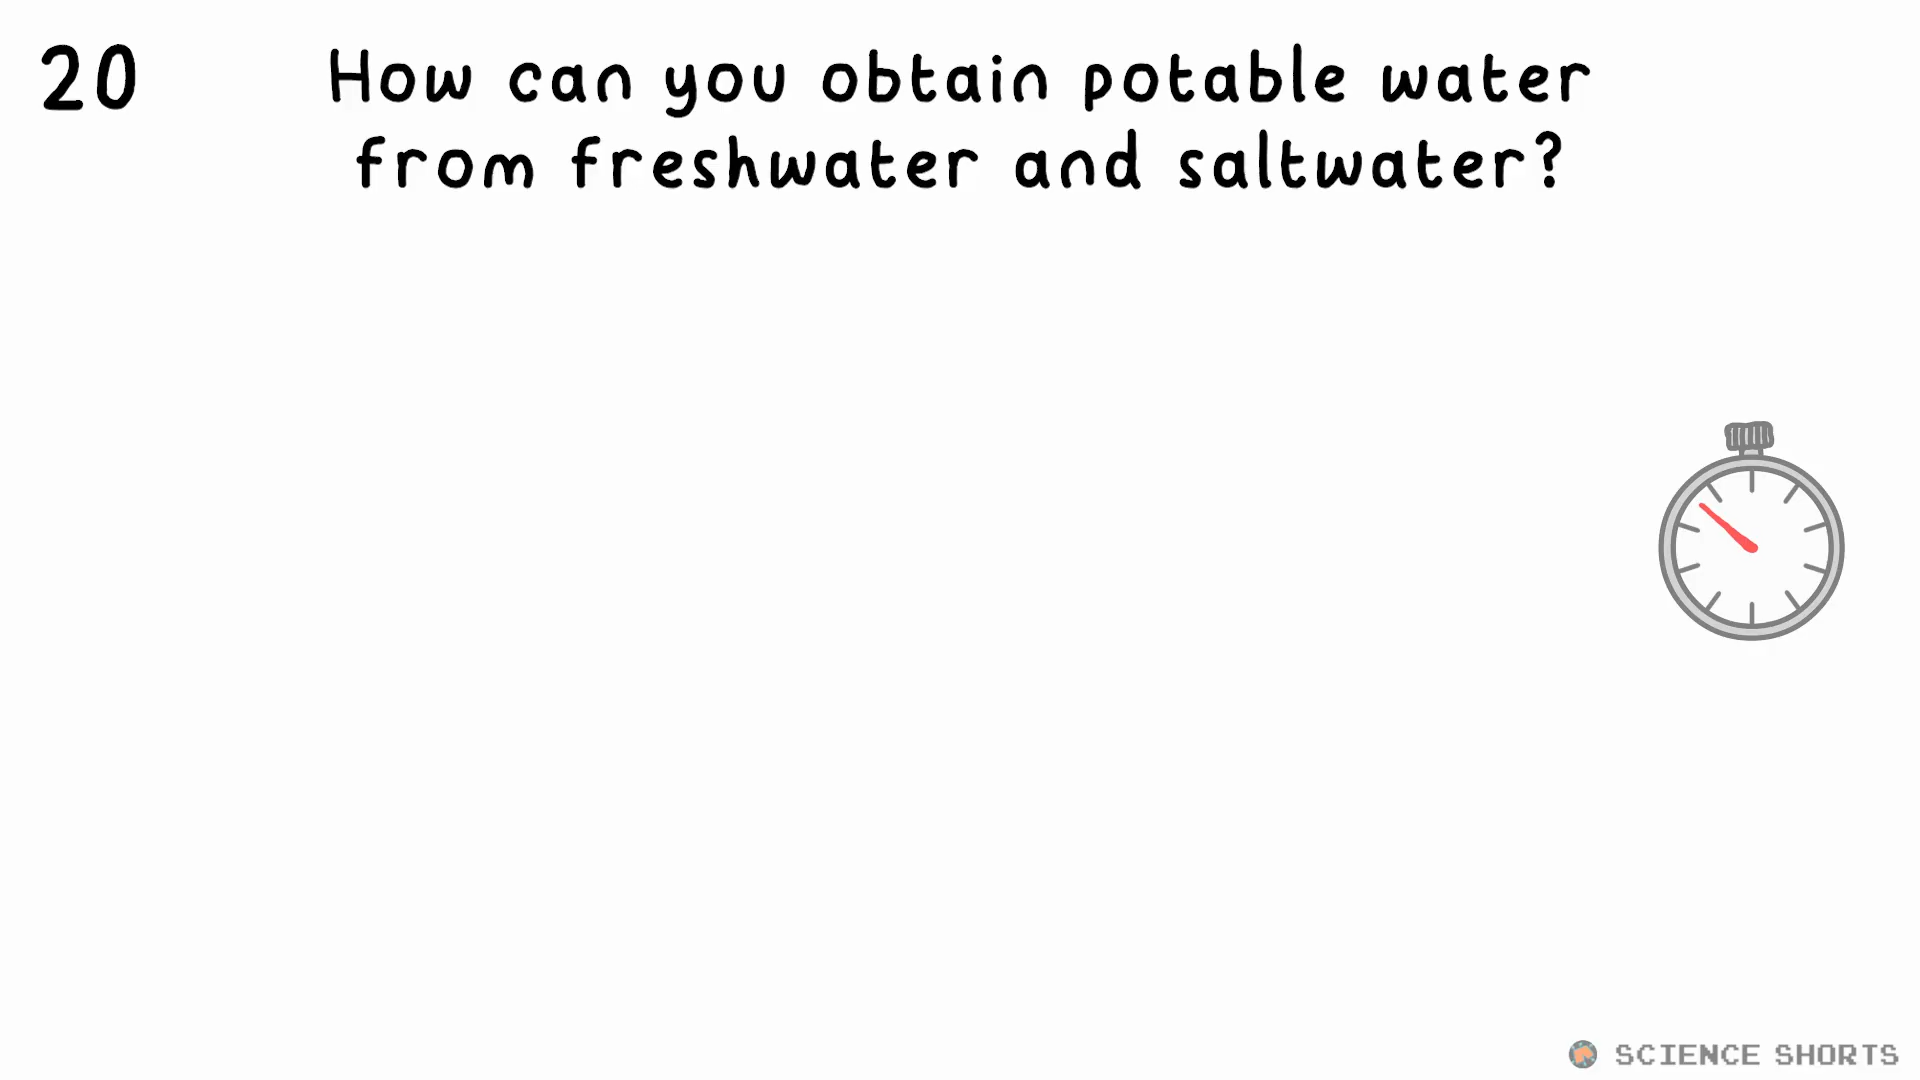 20
How can you obtain potable water
from freshwater and saltwater?
SCIENCE SHORTS